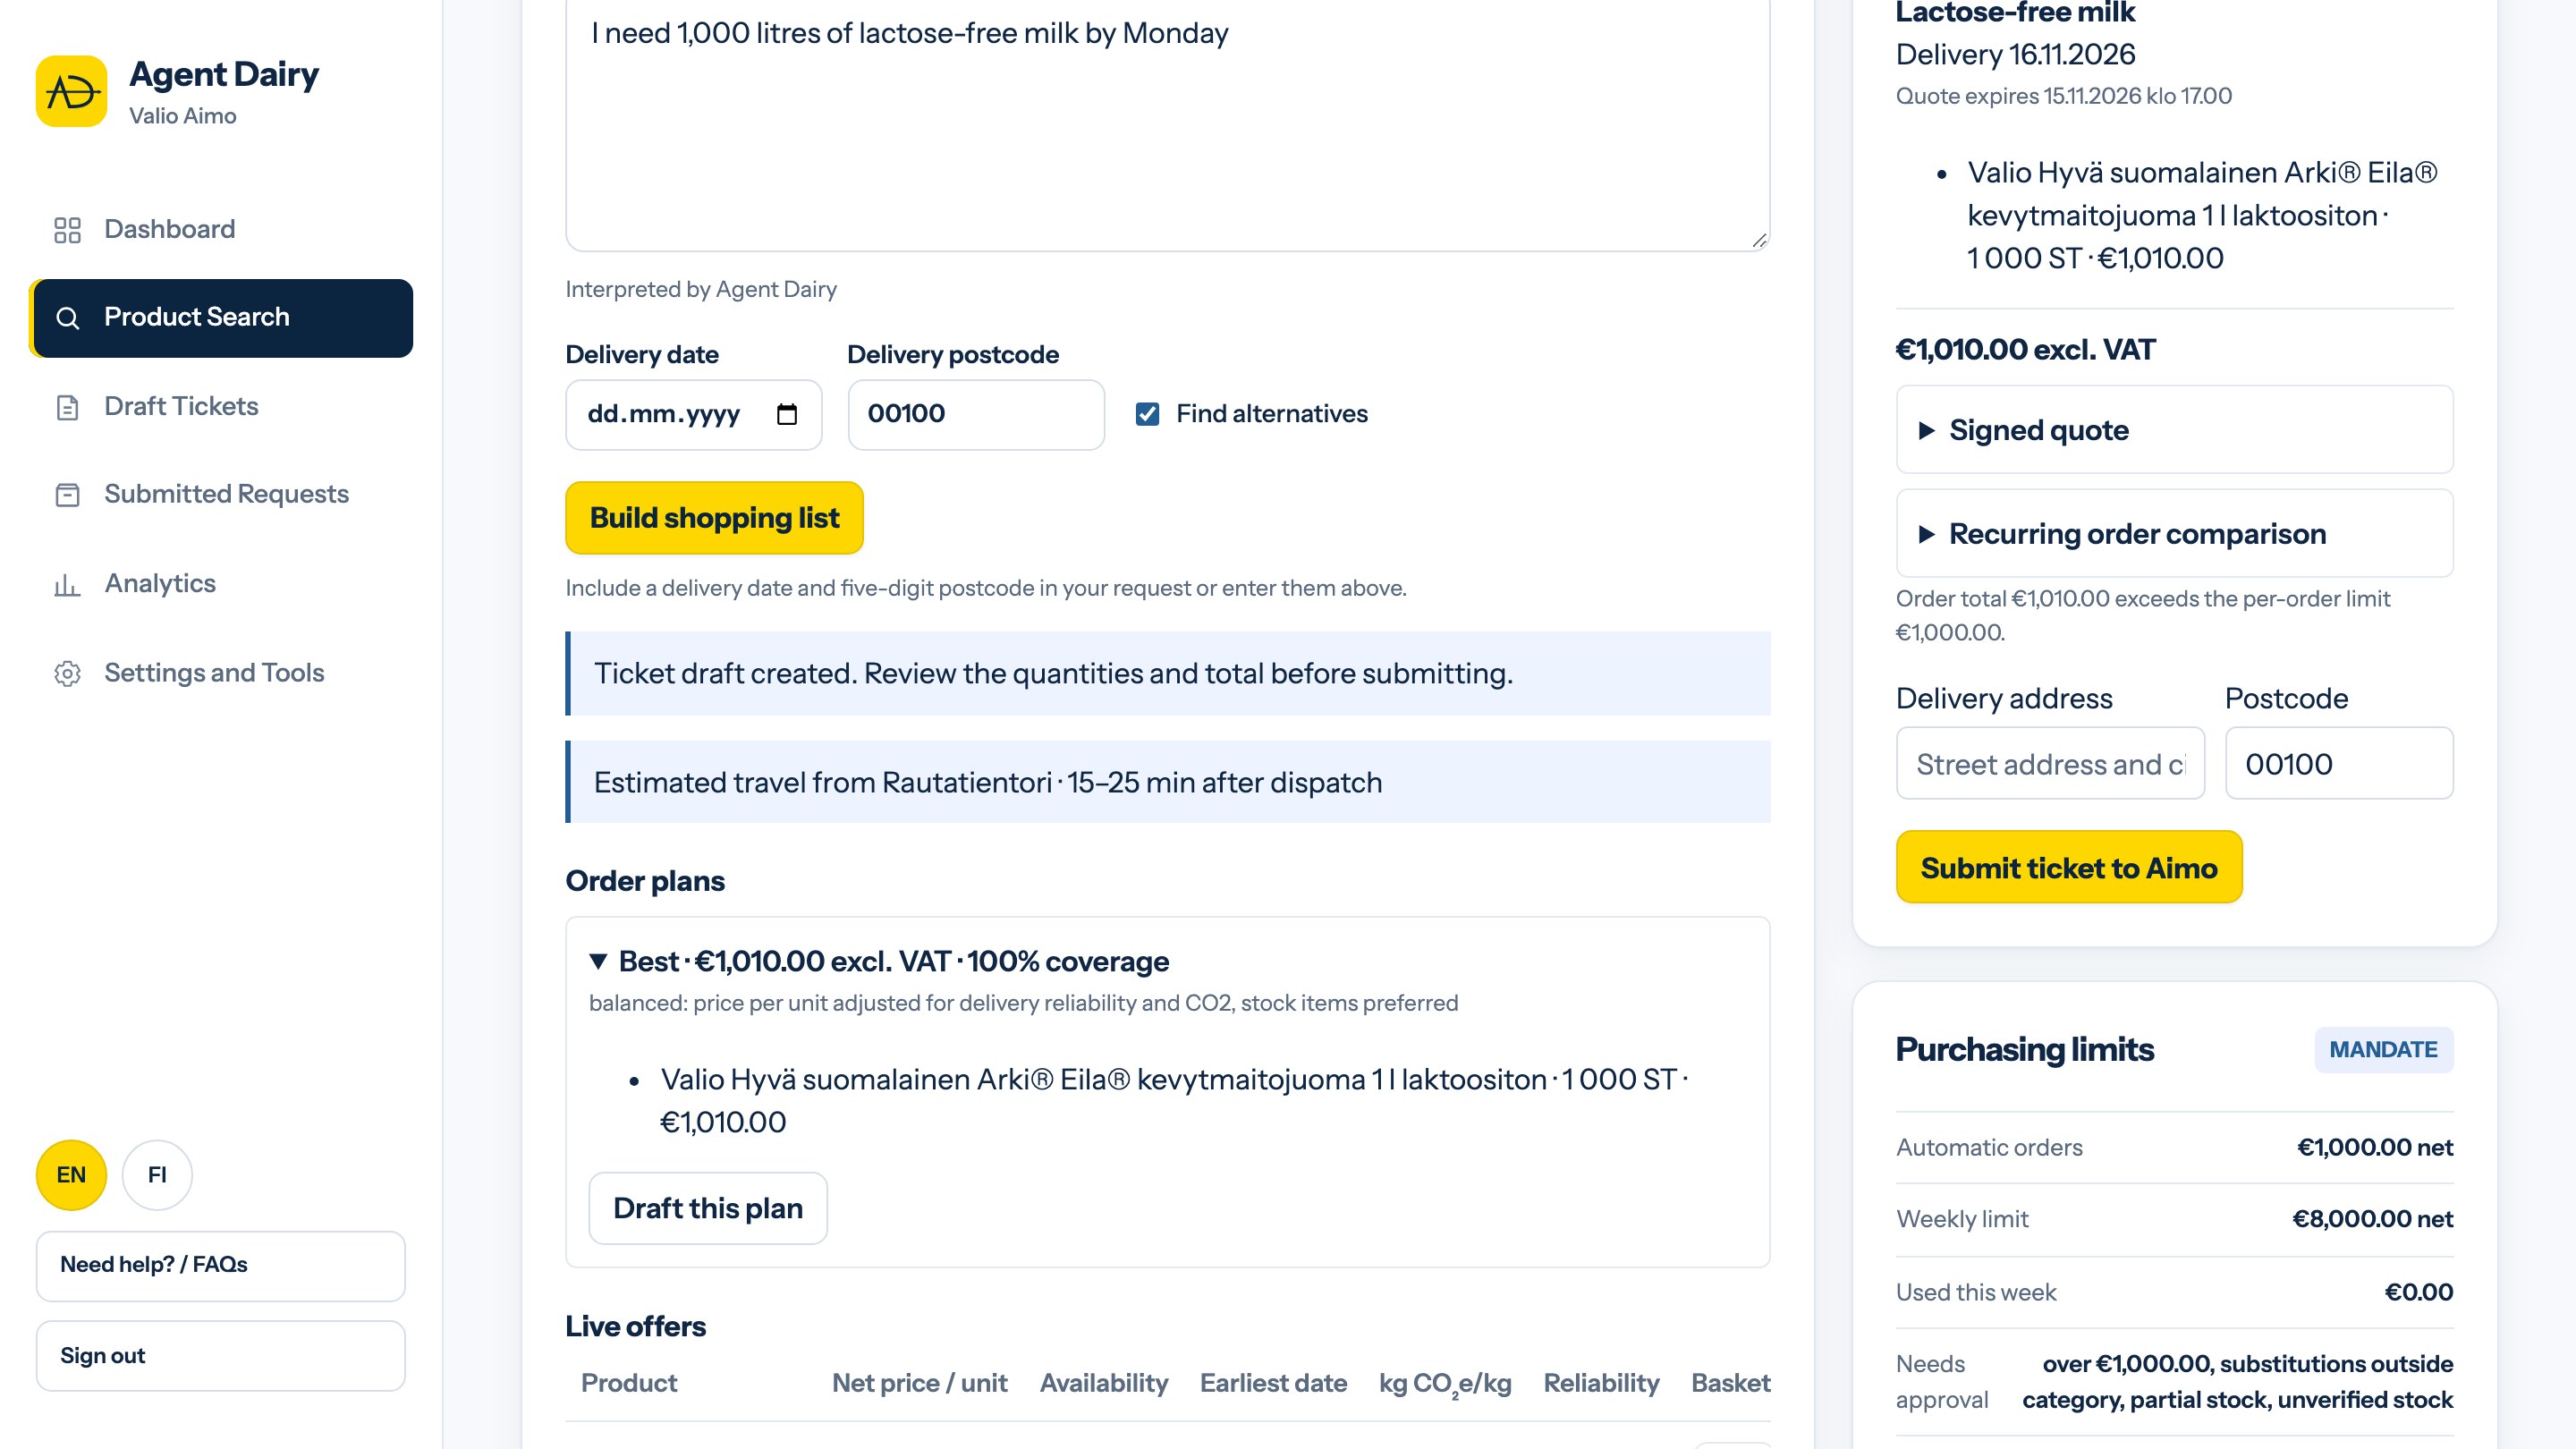 Agent Dairy
Valio Aimo
Dashboard
Product Search
Draft Tickets
Submitted Requests
Analytics
Settings and Tools
EN
FI
Need help? / FAQs
Sign out
I need 1,000 litres of lactose-free milk by Monday
Interpreted by Agent Dairy
Delivery date
Delivery postcode
dd.mm.yyyy
00100
Find alternatives
Build shopping list
Include a delivery date and five-digit postcode in your request or enter them above.
Ticket draft created. Review the quantities and total before submitting.
Estimated travel from Rautatientori · 15–25 min after dispatch
Order plans
Best · €1,010.00 excl. VAT · 100% coverage
balanced: price per unit adjusted for delivery reliability and CO2, stock items preferred
• Valio Hyvä suomalainen Arki® Eila® kevytmaitojuoma 1 l laktoositon · 1 000 ST ·
€1,010.00
Draft this plan
Live offers
Product Net price / unit Availability Earliest date kg CO₂e/kg Reliability Basket
Lactose-free milk
Delivery 16.11.2026
Quote expires 15.11.2026 klo 17.00
• Valio Hyvä suomalainen Arki® Eila®
kevytmaitojuoma 1 l laktoositon ·
1 000 ST · €1,010.00
€1,010.00 excl. VAT
Signed quote
Recurring order comparison
Order total €1,010.00 exceeds the per-order limit
€1,000.00.
Delivery address
Postcode
Street address and ci
00100
Submit ticket to Aimo
Purchasing limits
MANDATE
Automatic orders €1,000.00 net
Weekly limit €8,000.00 net
Used this week €0.00
Needs over €1,000.00, substitutions outside
approval category, partial stock, unverified stock